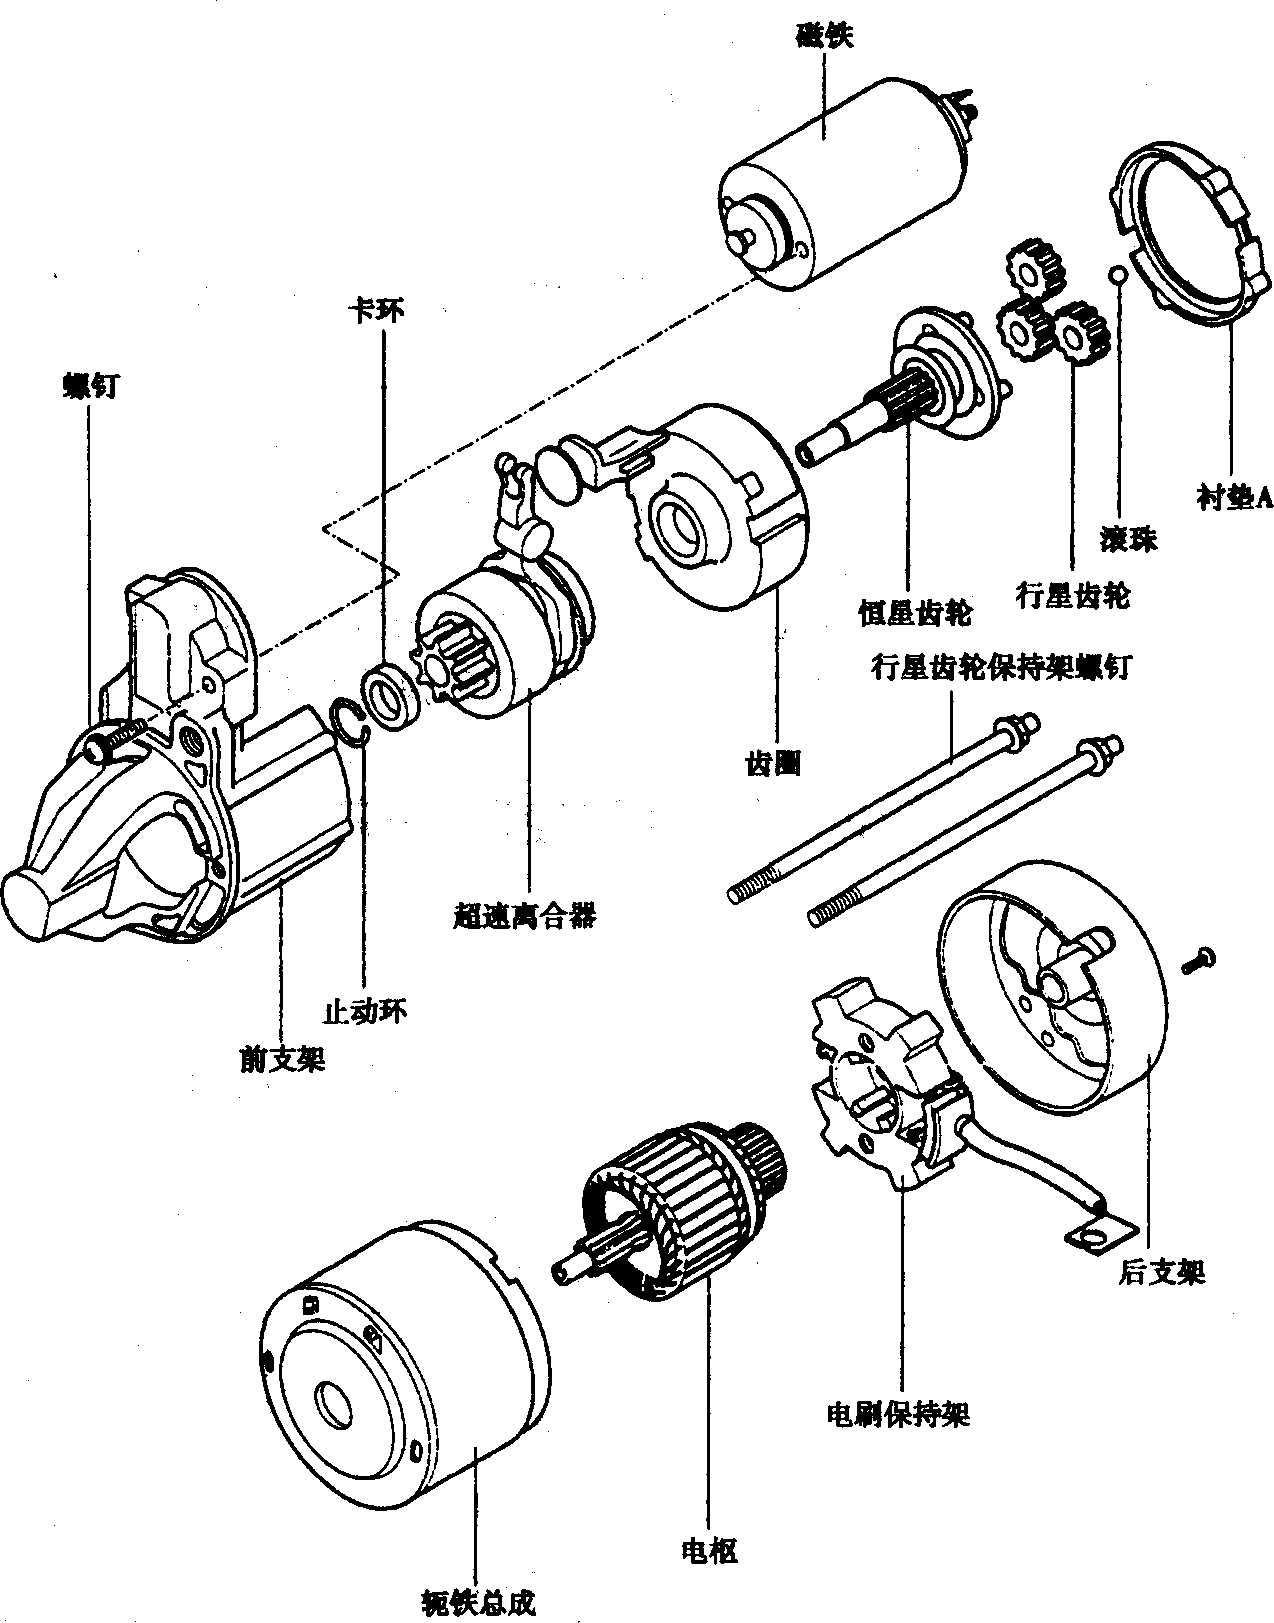 磁铁
卡环
螺钉
衬垫A
滚珠
行星齿轮
恒星齿轮
行星齿轮保持架螺钉
齿圈
超速离合器
止动环
前支架
后支架
电刷保持架
电枢
轭铁总成